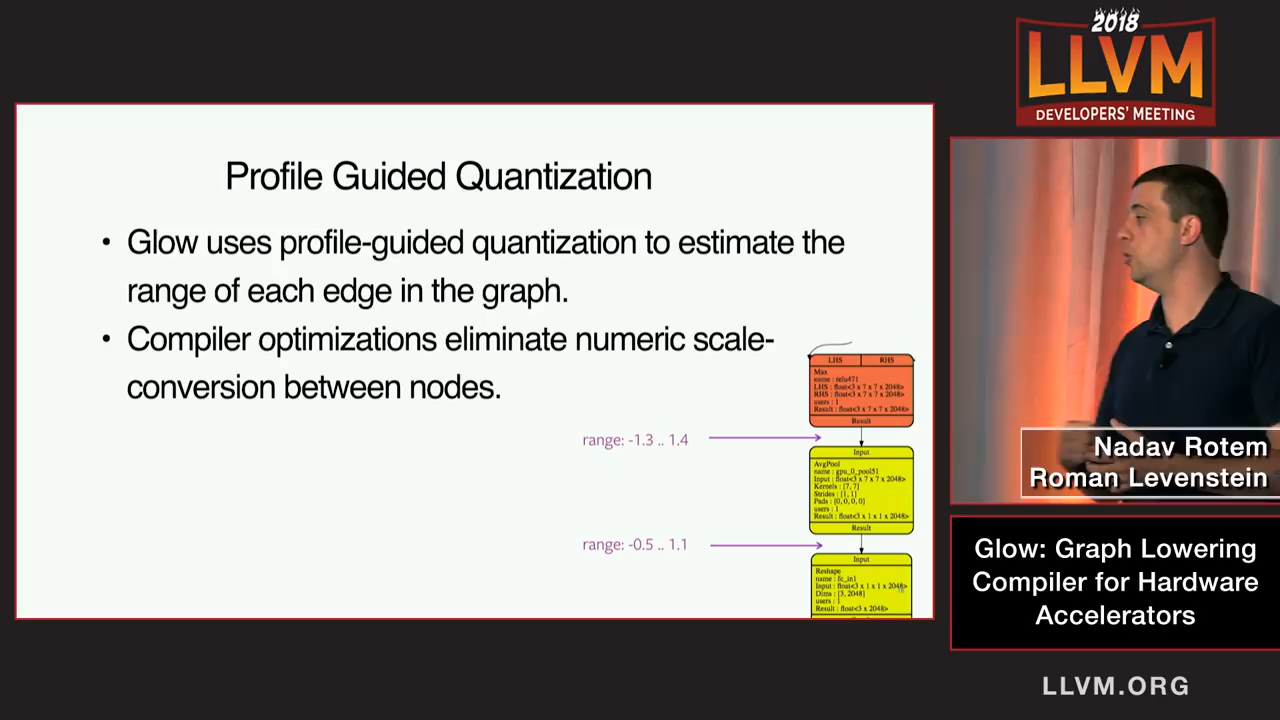 2018
LLVM
DEVELOPERS' MEETING
Profile Guided Quantization
• Glow uses profile-guided quantization to estimate the
range of each edge in the graph.
• Compiler optimizations eliminate numeric scale-
conversion between nodes.
LHS RHS
Max
name : relu471
LHS : float<3 x 7 x 7 x 2048>
RHS : float<3 x 7 x 7 x 2048>
users : 1
Result : float<3 x 7 x 7 x 2048>
Result
range: -1.3 .. 1.4
Input
AvgPool
name : gpu_0_pool51
Input : float<3 x 7 x 7 x 2048>
Kernels : [7, 7]
Strides : [1, 1]
Pads : [0, 0, 0, 0]
users : 1
Result : float<3 x 1 x 1 x 2048>
Result
range: -0.5 .. 1.1
Input
Reshape
name : fc_in1
Input : float<3 x 1 x 1 x 2048>
Dims : [3, 2048]
users : 1
Result : float<3 x 2048>
Nadav Rotem
Roman Levenstein
Glow: Graph Lowering
Compiler for Hardware
Accelerators
LLVM.ORG